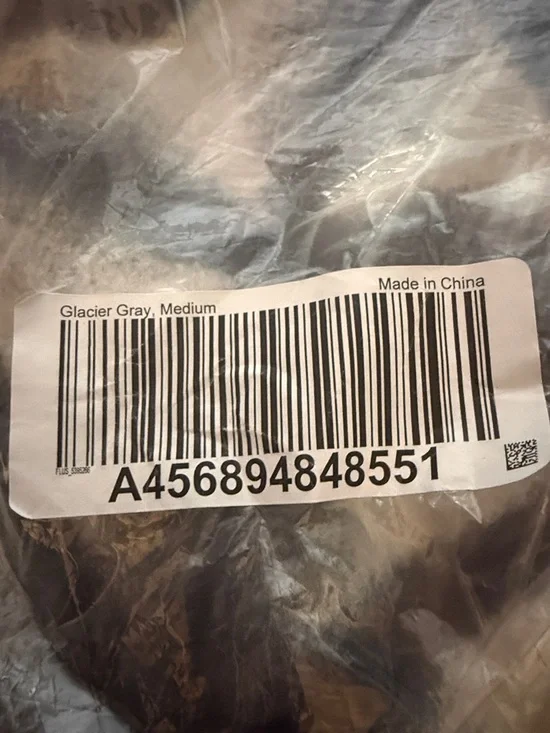 Made in China
Glacier Gray, Medium
A456894848551